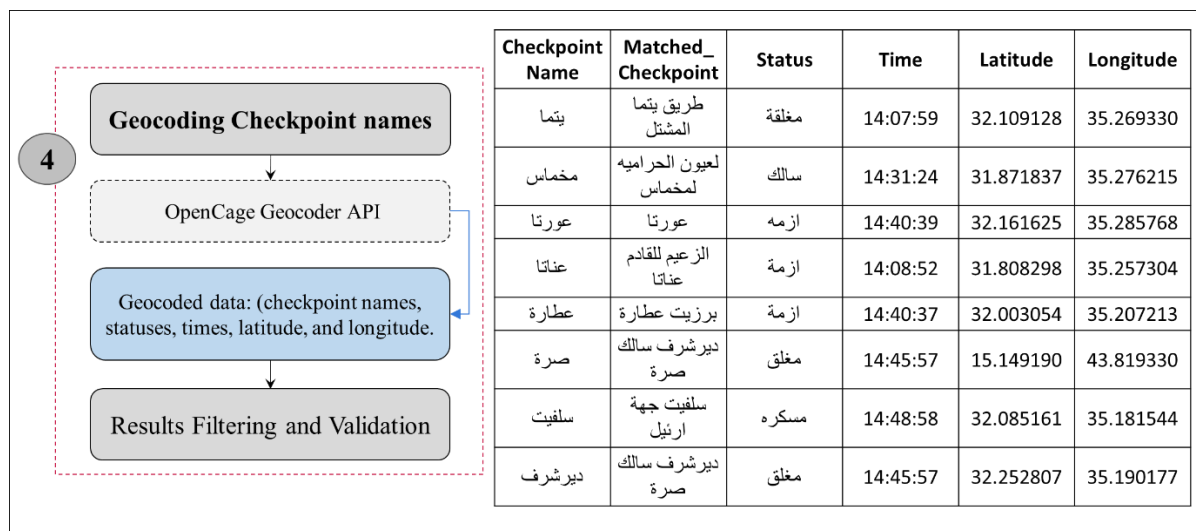 4
Geocoding Checkpoint names
OpenCage Geocoder API
Geocoded data: (checkpoint names,
statuses, times, latitude, and longitude.
Results Filtering and Validation
Checkpoint Name Matched_ Checkpoint Status Time Latitude Longitude
يتما طريق يتما المشتل مغلقة 14:07:59 32.109128 35.269330
مخماس لعيون الحراميه لمخماس سالك 14:31:24 31.871837 35.276215
عورتا عورتا ازمه 14:40:39 32.161625 35.285768
عناتا الزعيم للقادم عناتا ازمة 14:08:52 31.808298 35.257304
عطارة برزيت عطارة ازمة 14:40:37 32.003054 35.207213
صرة ديرشرف سالك صرة مغلق 14:45:57 15.149190 43.819330
سلفيت سلفيت جهة ارئيل مسكره 14:48:58 32.085161 35.181544
ديرشرف ديرشرف سالك صرة مغلق 14:45:57 32.252807 35.190177